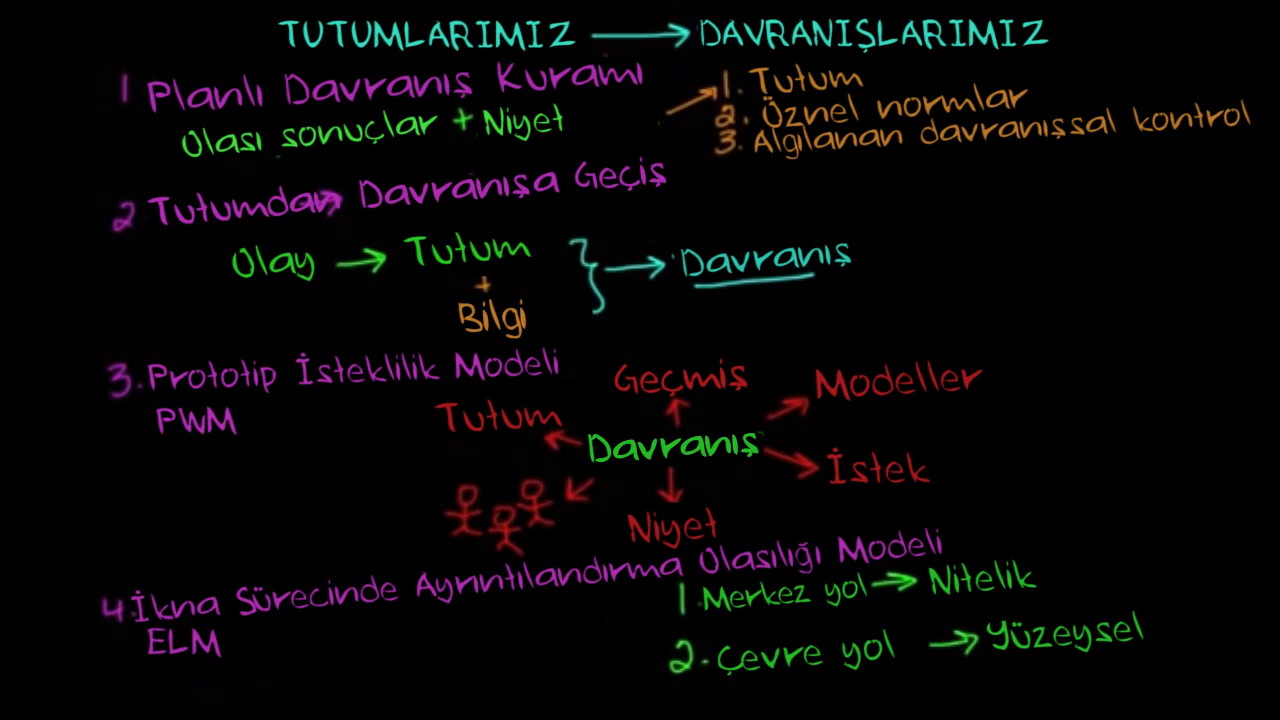 TUTUMLARIMIZ → DAVRANIŞLARIMIZ
1 Planlı Davranış Kuramı
Olası sonuçlar + Niyet
1. Tutum
2. Öznel normlar
3. Algılanan davranışsal kontrol
2 Tutumdan Davranışa Geçiş
Olay → Tutum
+
Bilgi
→ Davranış
3. Prototip İsteklilik Modeli
PWM
Geçmiş
Modeller
Tutum
Davranış
İstek
Niyet
4. İkna Sürecinde Ayrıntılandırma Olasılığı Modeli
ELM
1. Merkez yol → Nitelik
2. Çevre yol → Yüzeysel